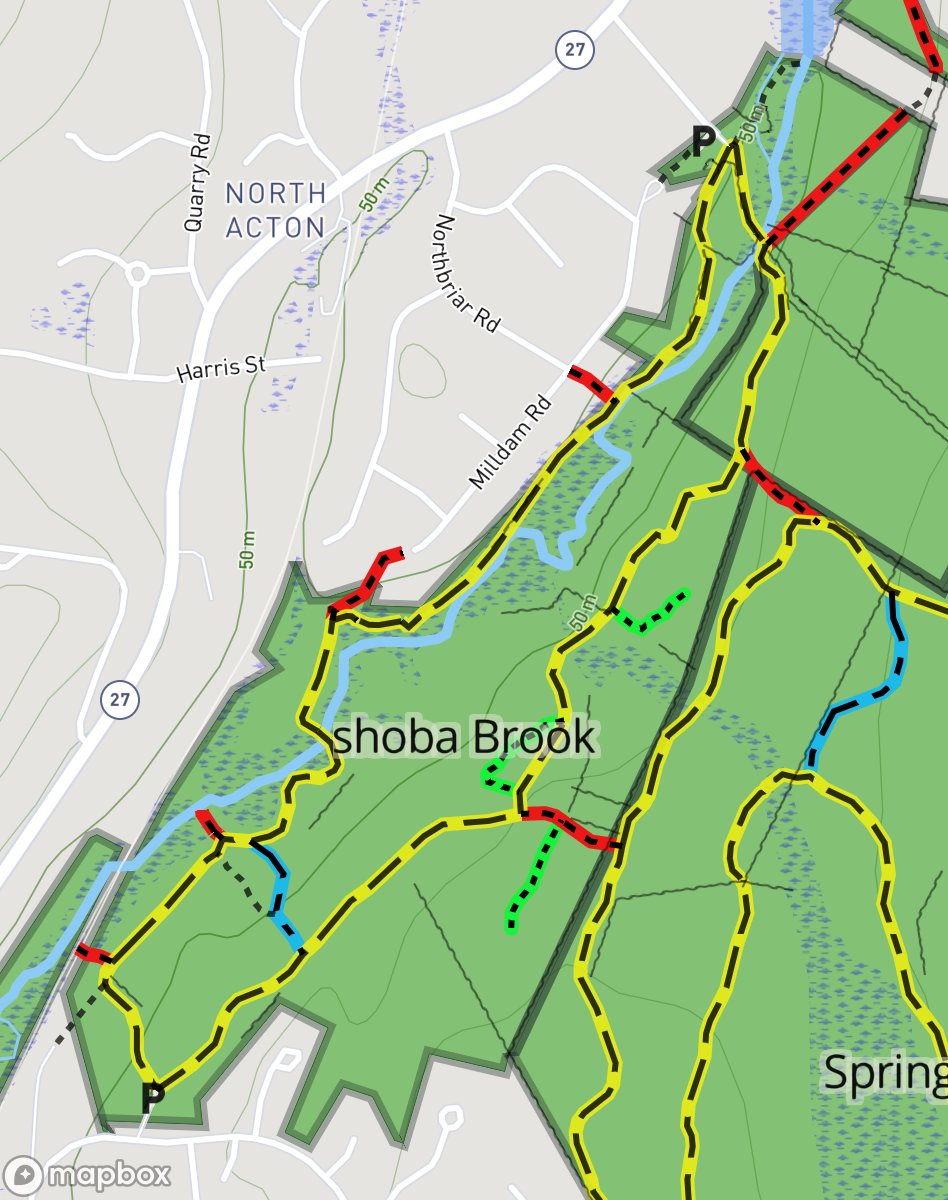 27
P
50 m
Quarry Rd
50 m
NORTH
ACTON
Northbriar Rd
Harris St
Milldam Rd
50 m
50 m
27
shoba Brook
Spring
P
mapbox